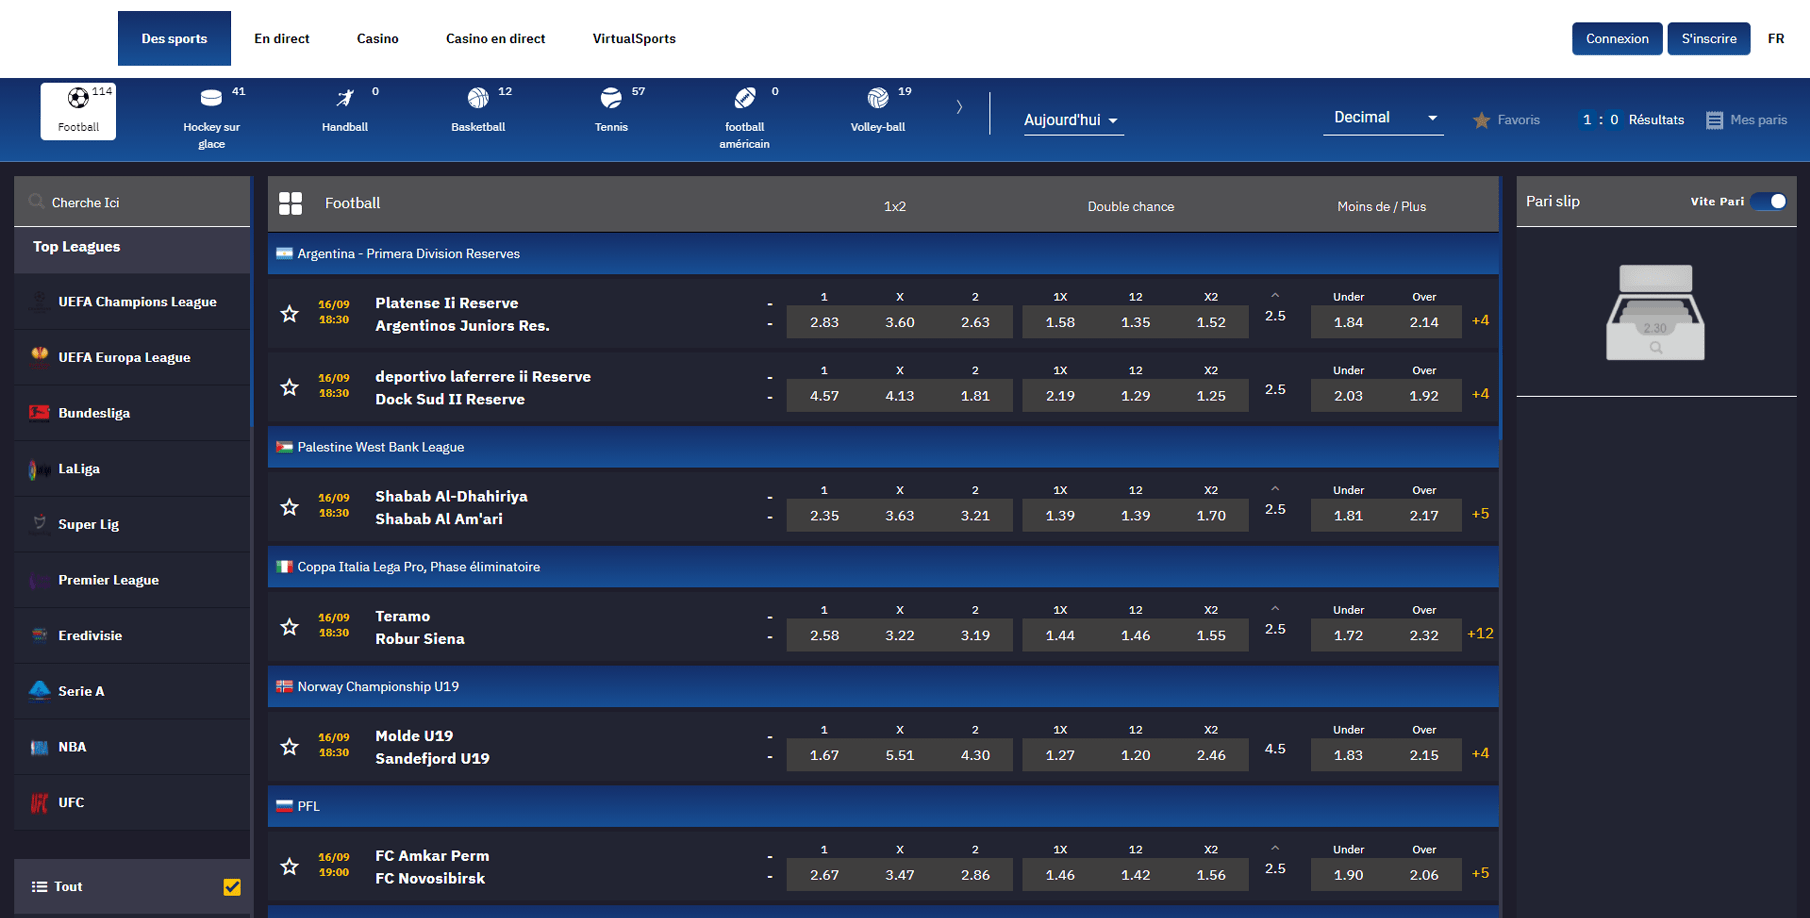 Des sports
En direct
Casino
Casino en direct
VirtualSports
Connexion
S'inscrire
FR
114
Football
41
Hockey sur
glace
0
Handball
12
Basketball
57
Tennis
0
football
américain
19
Volley-ball
Aujourd'hui
Decimal
Favoris
1 : 0 Résultats
Mes paris
Cherche Ici
Top Leagues
UEFA Champions League
UEFA Europa League
Bundesliga
LaLiga
Super Lig
Premier League
Eredivisie
Serie A
NBA
UFC
Tout
Football 1x2 Double chance Moins de / Plus
Argentina - Primera Division Reserves
1 X 2 1X 12 X2 Under Over
16/09 Platense Ii Reserve -
18:30 Argentinos Juniors Res. -
2.83 3.60 2.63 1.58 1.35 1.52 2.5 1.84 2.14 +4
1 X 2 1X 12 X2 Under Over
16/09 deportivo laferrere ii Reserve -
18:30 Dock Sud II Reserve -
4.57 4.13 1.81 2.19 1.29 1.25 2.5 2.03 1.92 +4
Palestine West Bank League
1 X 2 1X 12 X2 Under Over
16/09 Shabab Al-Dhahiriya -
18:30 Shabab Al Am'ari -
2.35 3.63 3.21 1.39 1.39 1.70 2.5 1.81 2.17 +5
Coppa Italia Lega Pro, Phase éliminatoire
1 X 2 1X 12 X2 Under Over
16/09 Teramo -
18:30 Robur Siena -
2.58 3.22 3.19 1.44 1.46 1.55 2.5 1.72 2.32 +12
Norway Championship U19
1 X 2 1X 12 X2 Under Over
16/09 Molde U19 -
18:30 Sandefjord U19 -
1.67 5.51 4.30 1.27 1.20 2.46 4.5 1.83 2.15 +4
PFL
1 X 2 1X 12 X2 Under Over
16/09 FC Amkar Perm -
19:00 FC Novosibirsk -
2.67 3.47 2.86 1.46 1.42 1.56 2.5 1.90 2.06 +5
Pari slip
Vite Pari
2.30